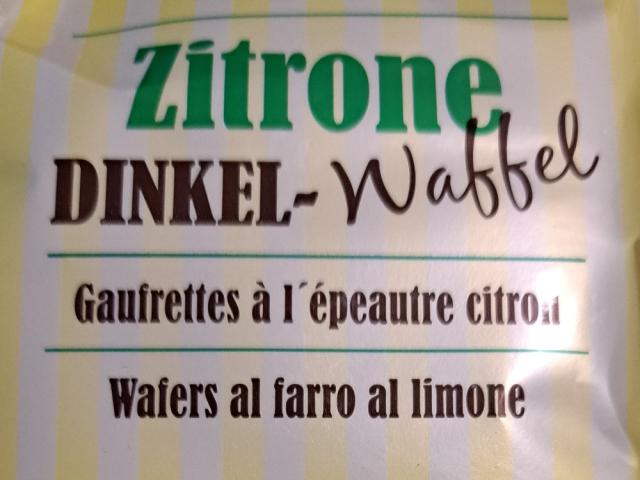 Zitrone
DINKEL-Waffel
Gaufrettes à l´épeautre citron
Wafers al farro al limone